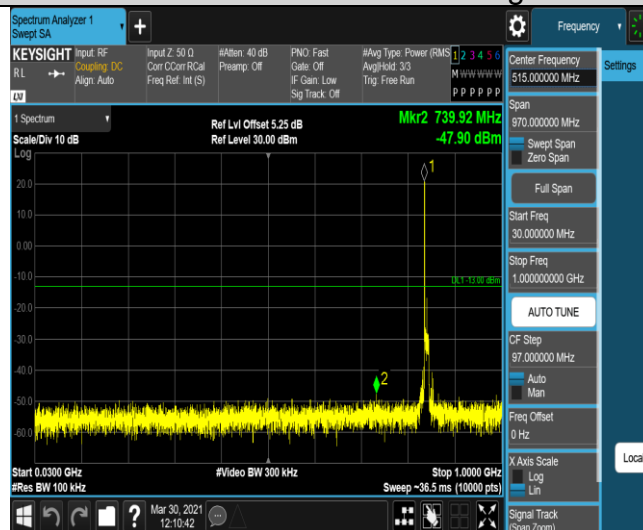 Spectrum Analyzer 1
Swept SA
Frequency
KEYSIGHT
Input: RF
Input Z: 50 Ω
#Atten: 40 dB
PNO: Fast
#Avg Type: Power (RMS
1 2 3 4 5 6
R L
Coupling: DC
Corr CCorr RCal
Preamp: Off
Gate: Off
Avg|Hold: 3/3
M W W W W W
Align: Auto
Freq Ref: Int (S)
IF Gain: Low
Trig: Free Run
Sig Track: Off
P P P P P P
LXI
1 Spectrum
Ref Lvl Offset 5.25 dB
Mkr2 739.92 MHz
Scale/Div 10 dB
Ref Level 30.00 dBm
-47.90 dBm
Log
1
20.0
10.0
0.00
-10.0
DL1 -13.00 dBm
-20.0
-30.0
-40.0
2
-50.0
-60.0
Start 0.0300 GHz
#Video BW 300 kHz
Stop 1.0000 GHz
#Res BW 100 kHz
Sweep ~36.5 ms (10000 pts)
Center Frequency
515.000000 MHz
Settings
Span
970.000000 MHz
Swept Span
Zero Span
Full Span
Start Freq
30.000000 MHz
Stop Freq
1.000000000 GHz
AUTO TUNE
CF Step
97.000000 MHz
Auto
Man
Freq Offset
0 Hz
X Axis Scale
Log
Lin
Local
Signal Track
(Span Zoom)
?
Mar 30, 2021
12:10:42